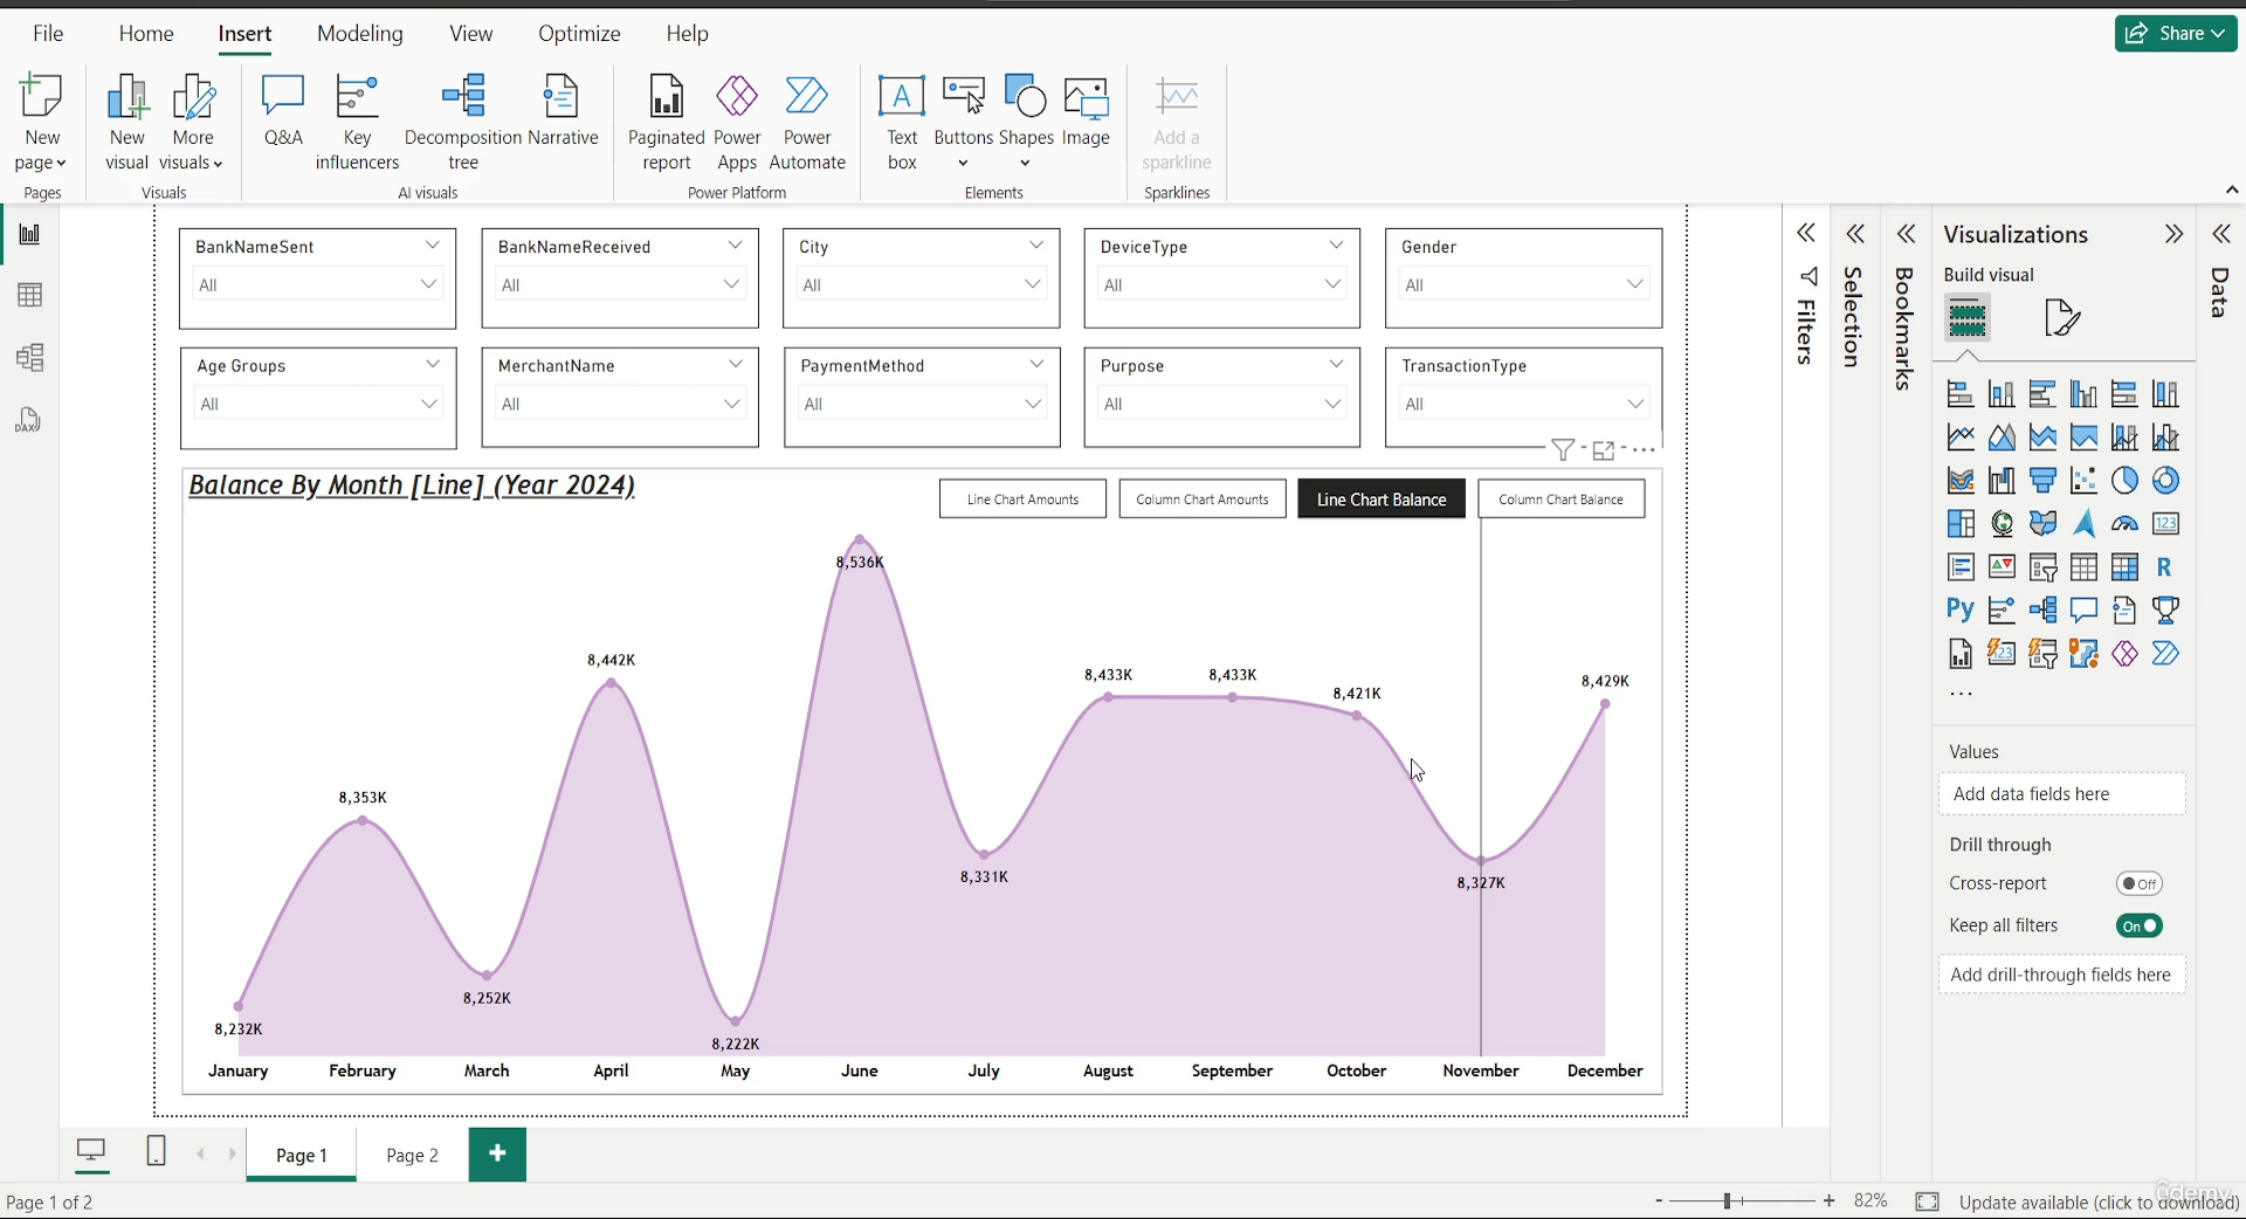 File Home Insert Modeling View Optimize Help Share
New page
New visual
More visuals
Q&A
Key influencers
Decomposition tree
Narrative
Paginated report
Power Apps
Power Automate
Text box
Buttons
Shapes
Image
Add a sparkline
Pages Visuals AI visuals Power Platform Elements Sparklines
DAX
BankNameSent BankNameReceived City DeviceType Gender
All All All All All
Age Groups MerchantName PaymentMethod Purpose TransactionType
All All All All All
Balance By Month [Line] (Year 2024)
Line Chart Amounts Column Chart Amounts Line Chart Balance Column Chart Balance
8,232K
8,353K
8,252K
8,442K
8,222K
8,536K
8,331K
8,433K
8,433K
8,421K
8,327K
8,429K
January February March April May June July August September October November December
Filters
Selection
Bookmarks
Visualizations
Build visual
123
R
Py
123
...
Values
Add data fields here
Drill through
Cross-report Off
Keep all filters On
Add drill-through fields here
Data
Page 1 Page 2 +
Page 1 of 2
- + 82% Update available (click to download)
udemy